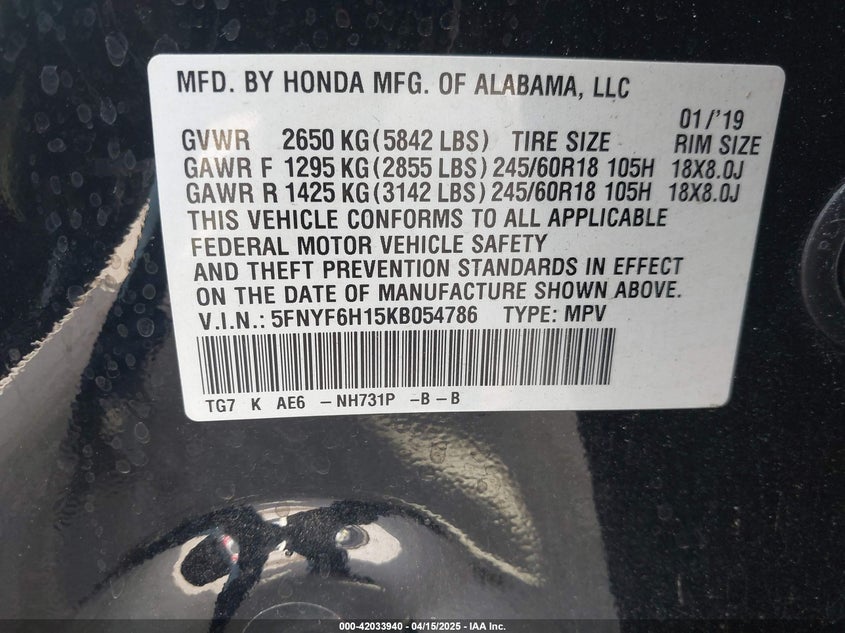 MFD. BY HONDA MFG. OF ALABAMA, LLC
01/'19
GVWR 2650 KG(5842 LBS) TIRE SIZE RIM SIZE
GAWR F 1295 KG(2855 LBS) 245/60R18 105H 18X8.0J
GAWR R 1425 KG(3142 LBS) 245/60R18 105H 18X8.0J
THIS VEHICLE CONFORMS TO ALL APPLICABLE
FEDERAL MOTOR VEHICLE SAFETY
AND THEFT PREVENTION STANDARDS IN EFFECT
ON THE DATE OF MANUFACTURE SHOWN ABOVE.
V.I.N.: 5FNYF6H15KB054786 TYPE: MPV
TG7 K AE6 -NH731P -B-B
000-42033940 - 04/15/2025 - IAA Inc.